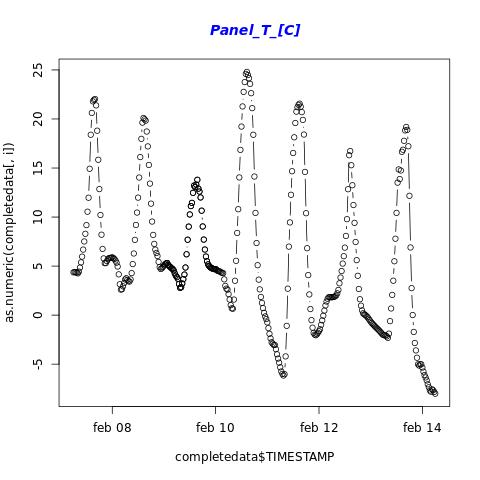 Panel_T_[C]
as.numeric(completedata[, i])
25
20
15
10
5
0
-5
feb 08
feb 10
feb 12
feb 14
completedata$TIMESTAMP